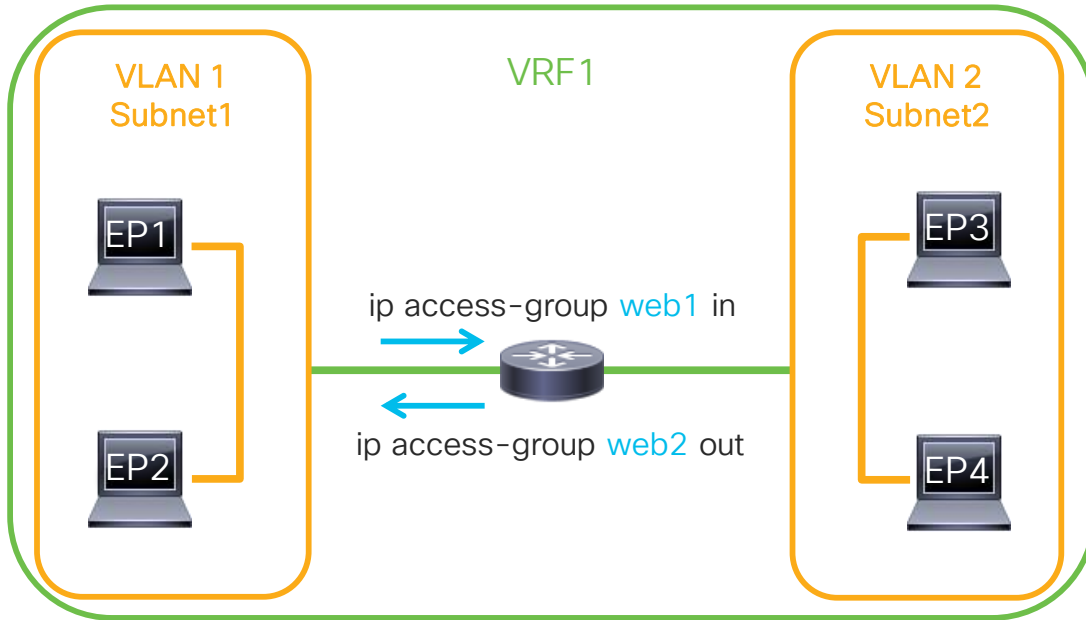 VLAN 1
Subnet1
VRF1
VLAN 2
Subnet2
EP1
EP3
ip access-group web1 in
ip access-group web2 out
EP2
EP4